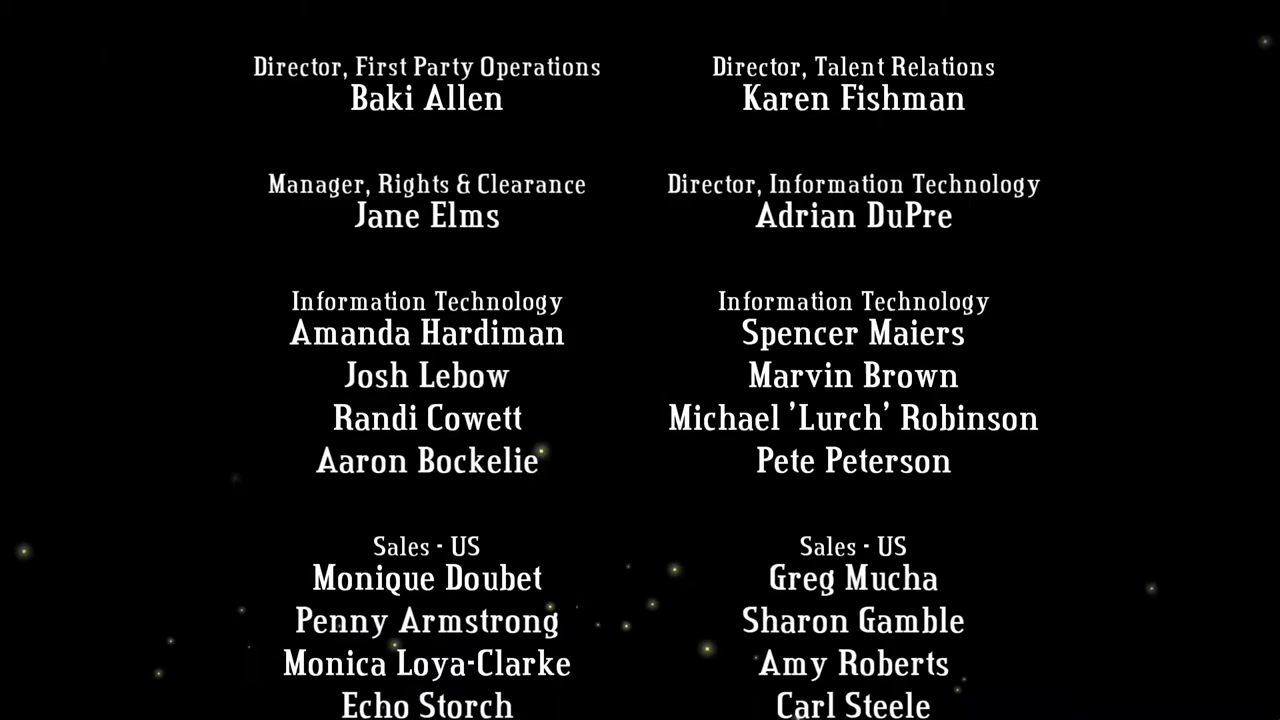 Director, First Party Operations
Baki Allen
Director, Talent Relations
Karen Fishman
Manager, Rights & Clearance
Jane Elms
Director, Information Technology
Adrian DuPre
Information Technology
Amanda Hardiman
Josh Lebow
Randi Cowett
Aaron Bockelie
Information Technology
Spencer Maiers
Marvin Brown
Michael 'Lurch' Robinson
Pete Peterson
Sales - US
Monique Doubet
Penny Armstrong
Monica Loya-Clarke
Echo Storch
Sales - US
Greg Mucha
Sharon Gamble
Amy Roberts
Carl Steele